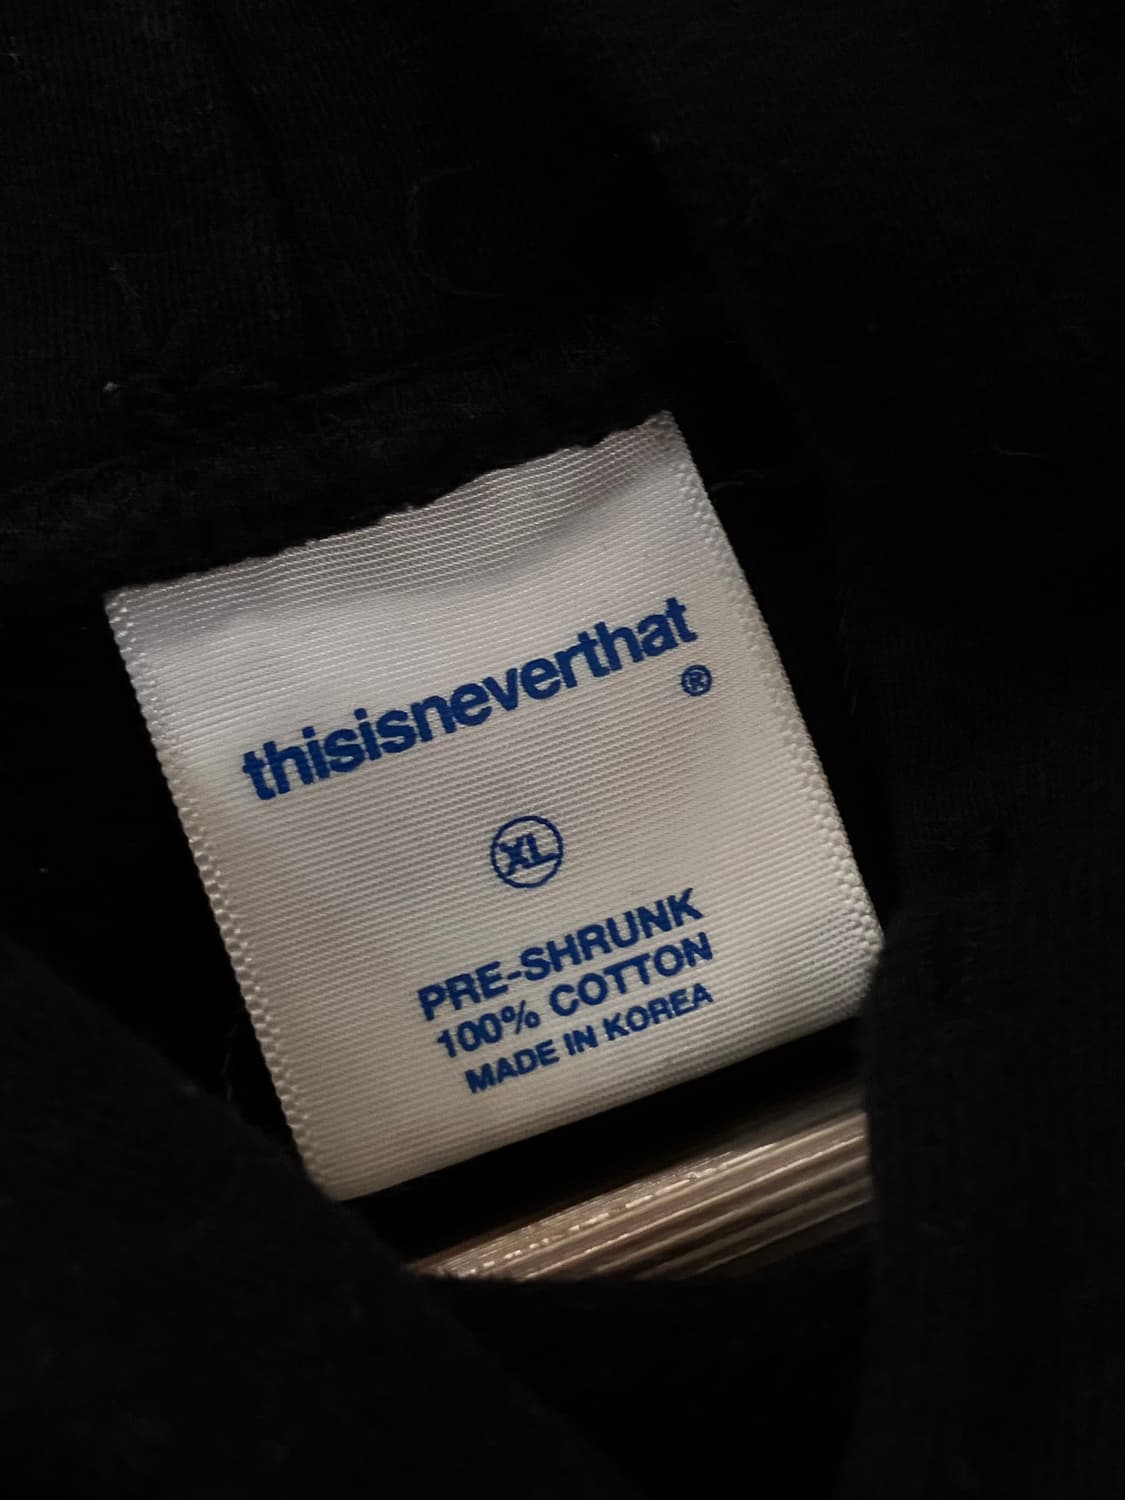 thisisneverthat
®
XL
PRE-SHRUNK
100% COTTON
MADE IN KOREA